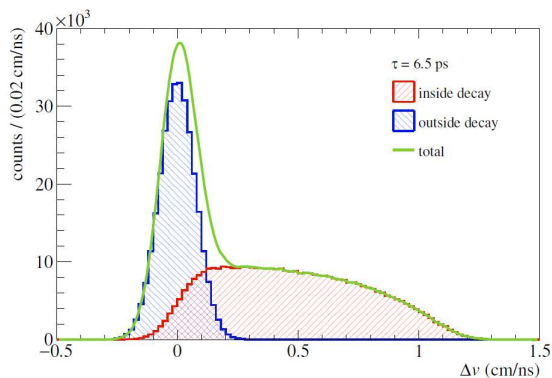 ×10³
40
30
20
10
0
counts / (0.02 cm/ns)
τ = 6.5 ps
inside decay
outside decay
total
−0.5 0 0.5 1 1.5
Δv (cm/ns)